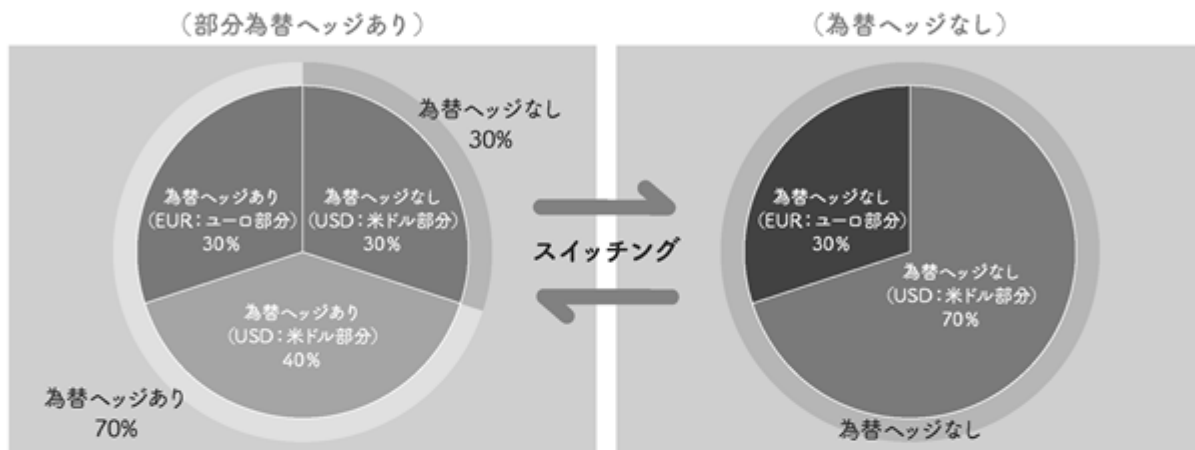 （部分為替ヘッジあり）
為替ヘッジなし
30%
為替ヘッジあり
（EUR：ユーロ部分）
30%
為替ヘッジなし
（USD：米ドル部分）
30%
為替ヘッジあり
（USD：米ドル部分）
40%
為替ヘッジあり
70%
スイッチング
（為替ヘッジなし）
為替ヘッジなし
（EUR：ユーロ部分）
30%
為替ヘッジなし
（USD：米ドル部分）
70%
為替ヘッジなし